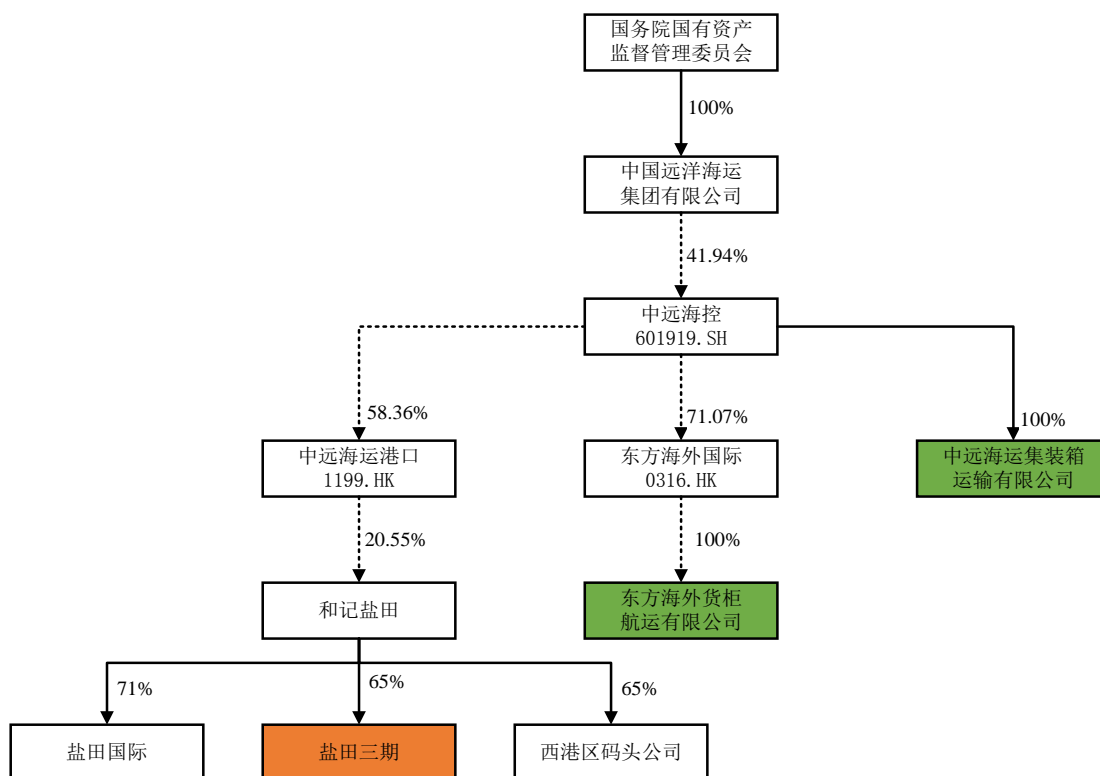 国务院国有资产
监督管理委员会
100%
中国远洋海运
集团有限公司
41.94%
中远海控
601919.SH
58.36%
71.07%
100%
中远海运港口
1199.HK
东方海外国际
0316.HK
中远海运集装箱
运输有限公司
20.55%
100%
和记盐田
东方海外货柜
航运有限公司
71%
65%
65%
盐田国际
盐田三期
西港区码头公司